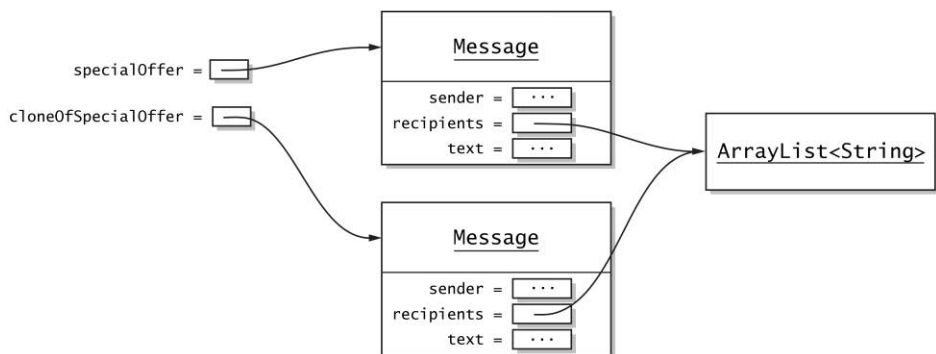 Message
specialOffer =
cloneOfSpecialOffer =
sender = ...
recipients =
text = ...
ArrayList<String>
Message
sender = ...
recipients =
text = ...